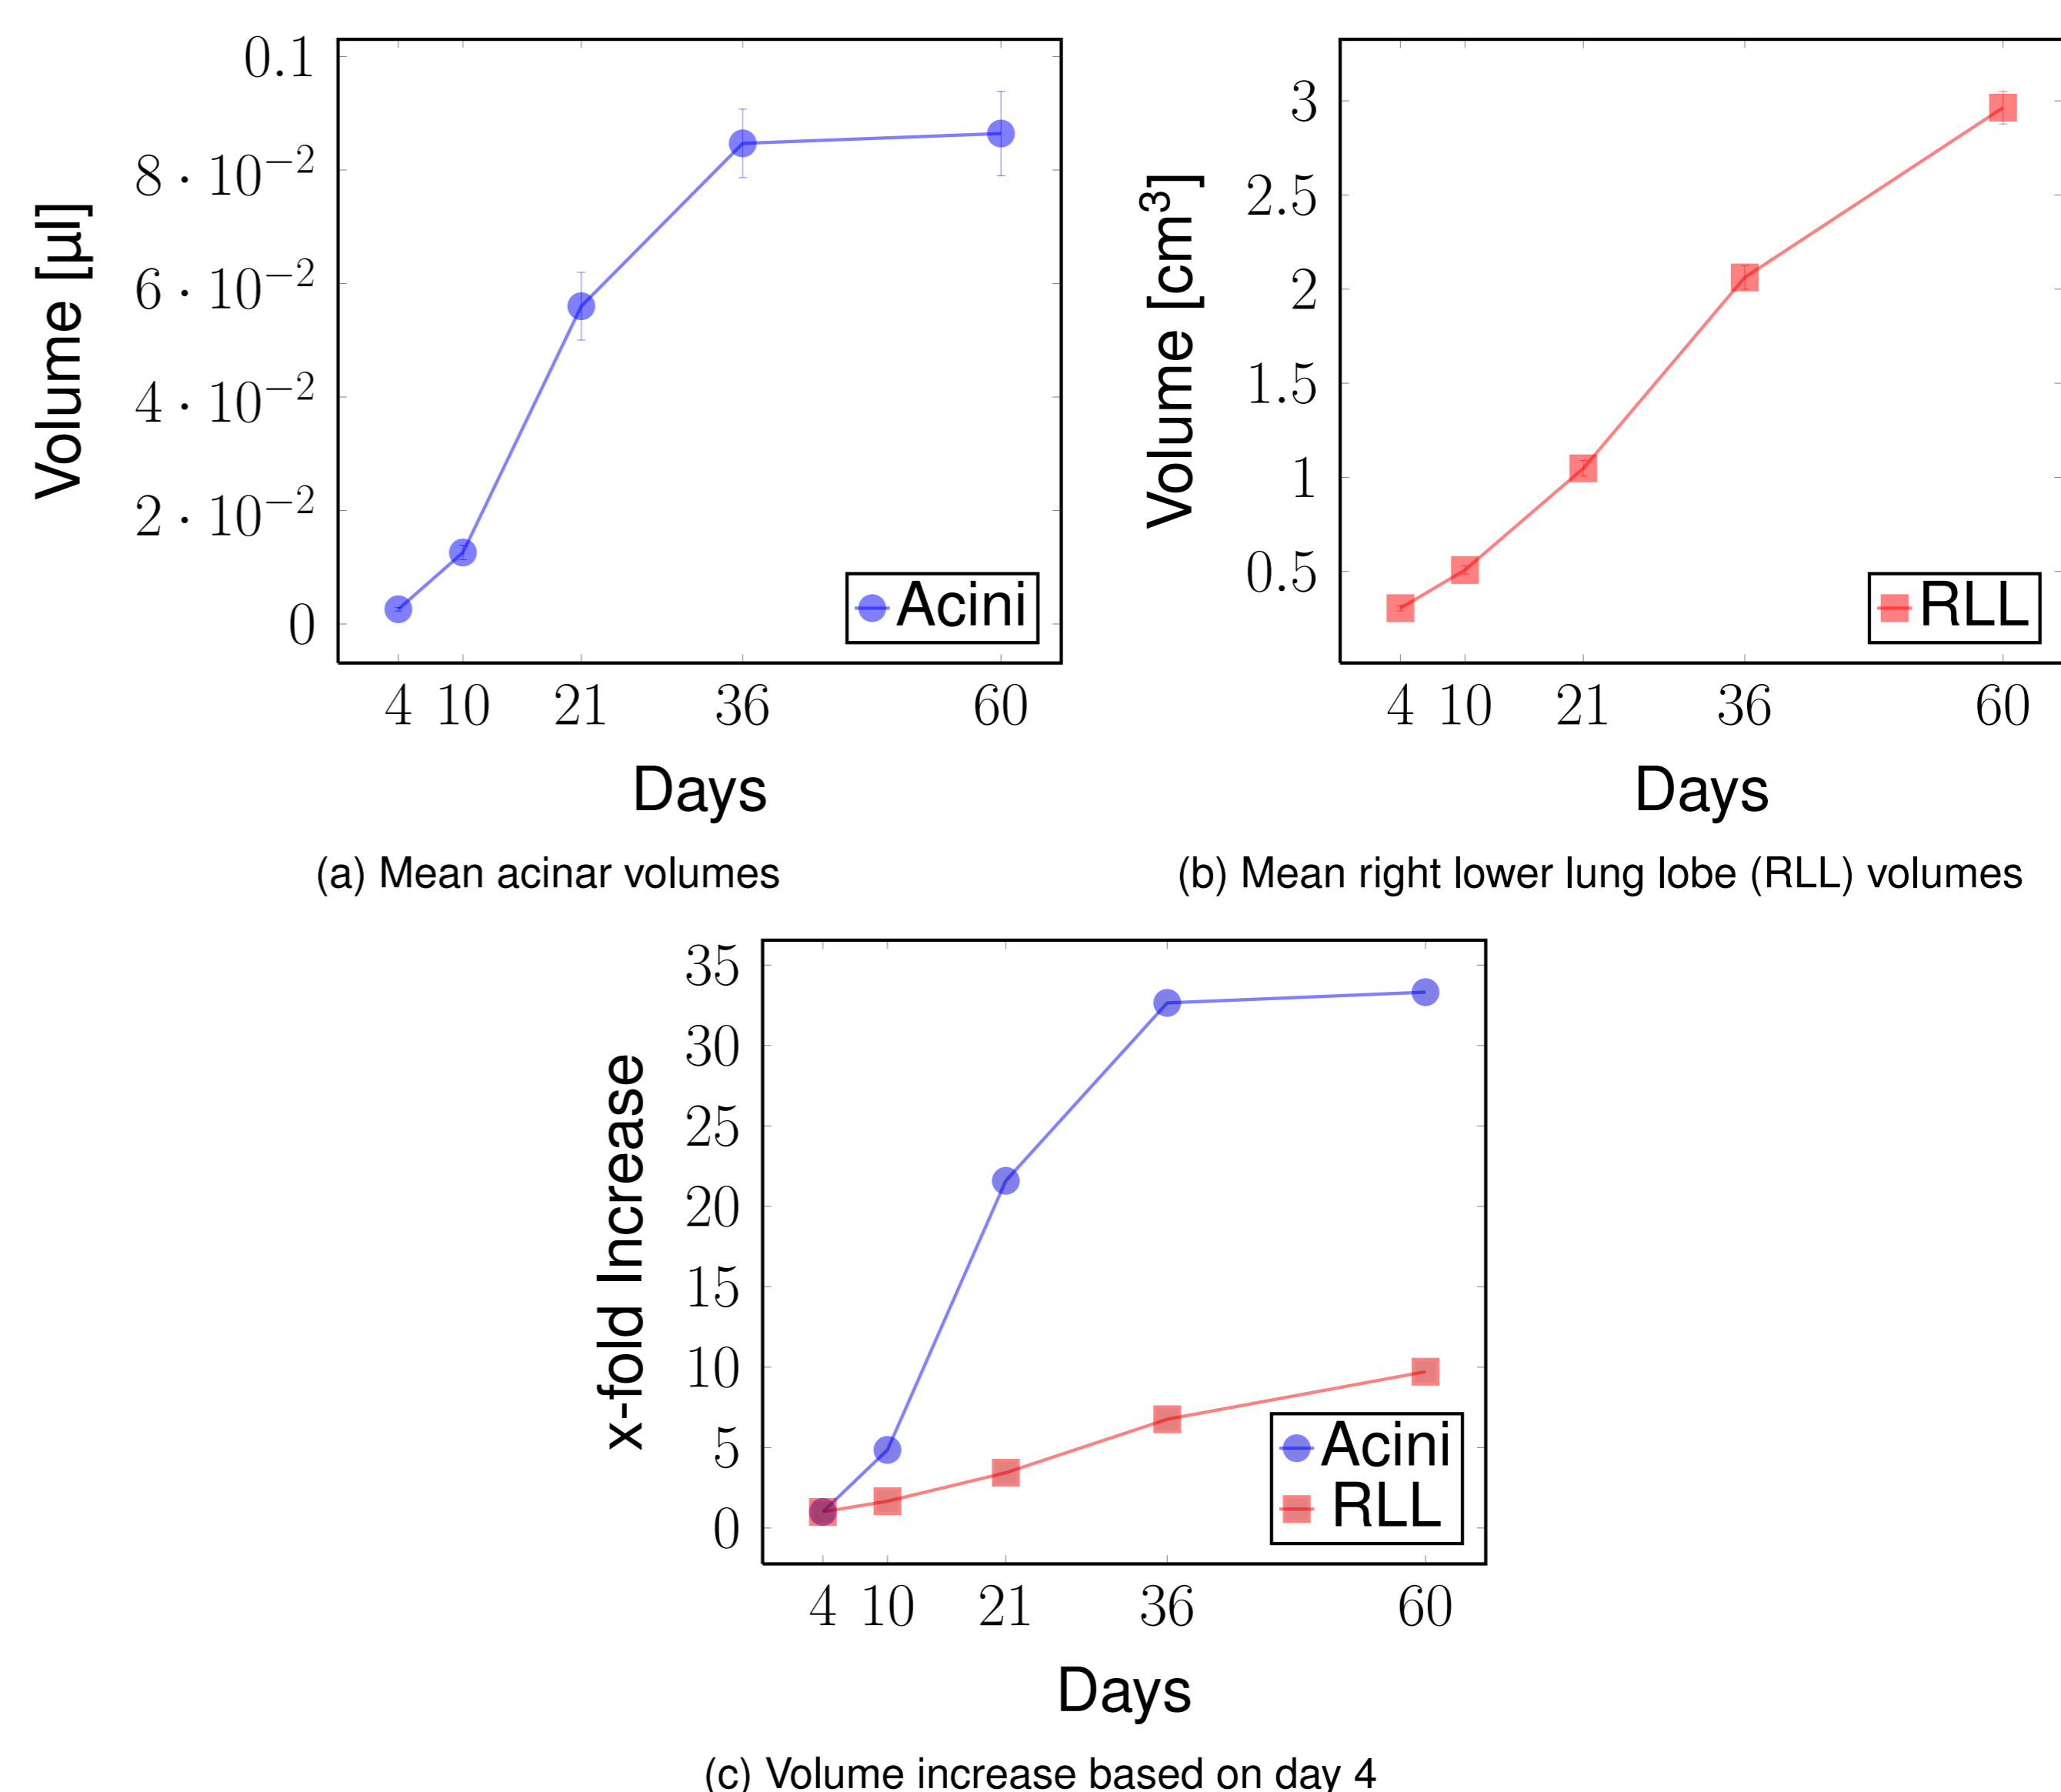 0.1
8 · 10⁻²
6 · 10⁻²
4 · 10⁻²
2 · 10⁻²
0
Volume [µl]
Acini
4 10 21 36 60
Days
(a) Mean acinar volumes
3
2.5
2
1.5
1
0.5
Volume [cm³]
RLL
4 10 21 36 60
Days
(b) Mean right lower lung lobe (RLL) volumes
35
30
25
20
15
10
5
0
x-fold Increase
Acini
RLL
4 10 21 36 60
Days
(c) Volume increase based on day 4